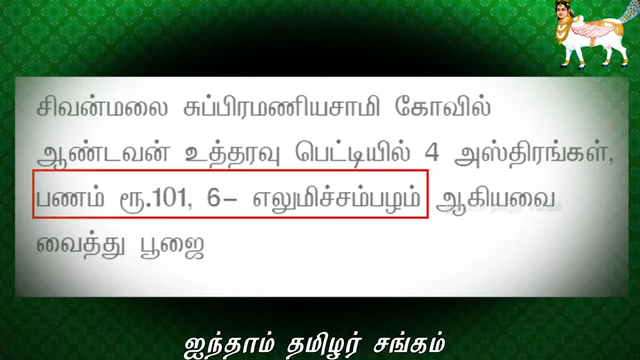 சிவன்மலை சுப்பிரமணியசாமி கோவில்
ஆண்டவன் உத்தரவு பெட்டியில் 4 அஸ்திரங்கள்,
பணம் ரூ.101, 6– எலுமிச்சம்பழம் ஆகியவை
வைத்து பூஜை
ஐந்தாம் தமிழர் சங்கம்